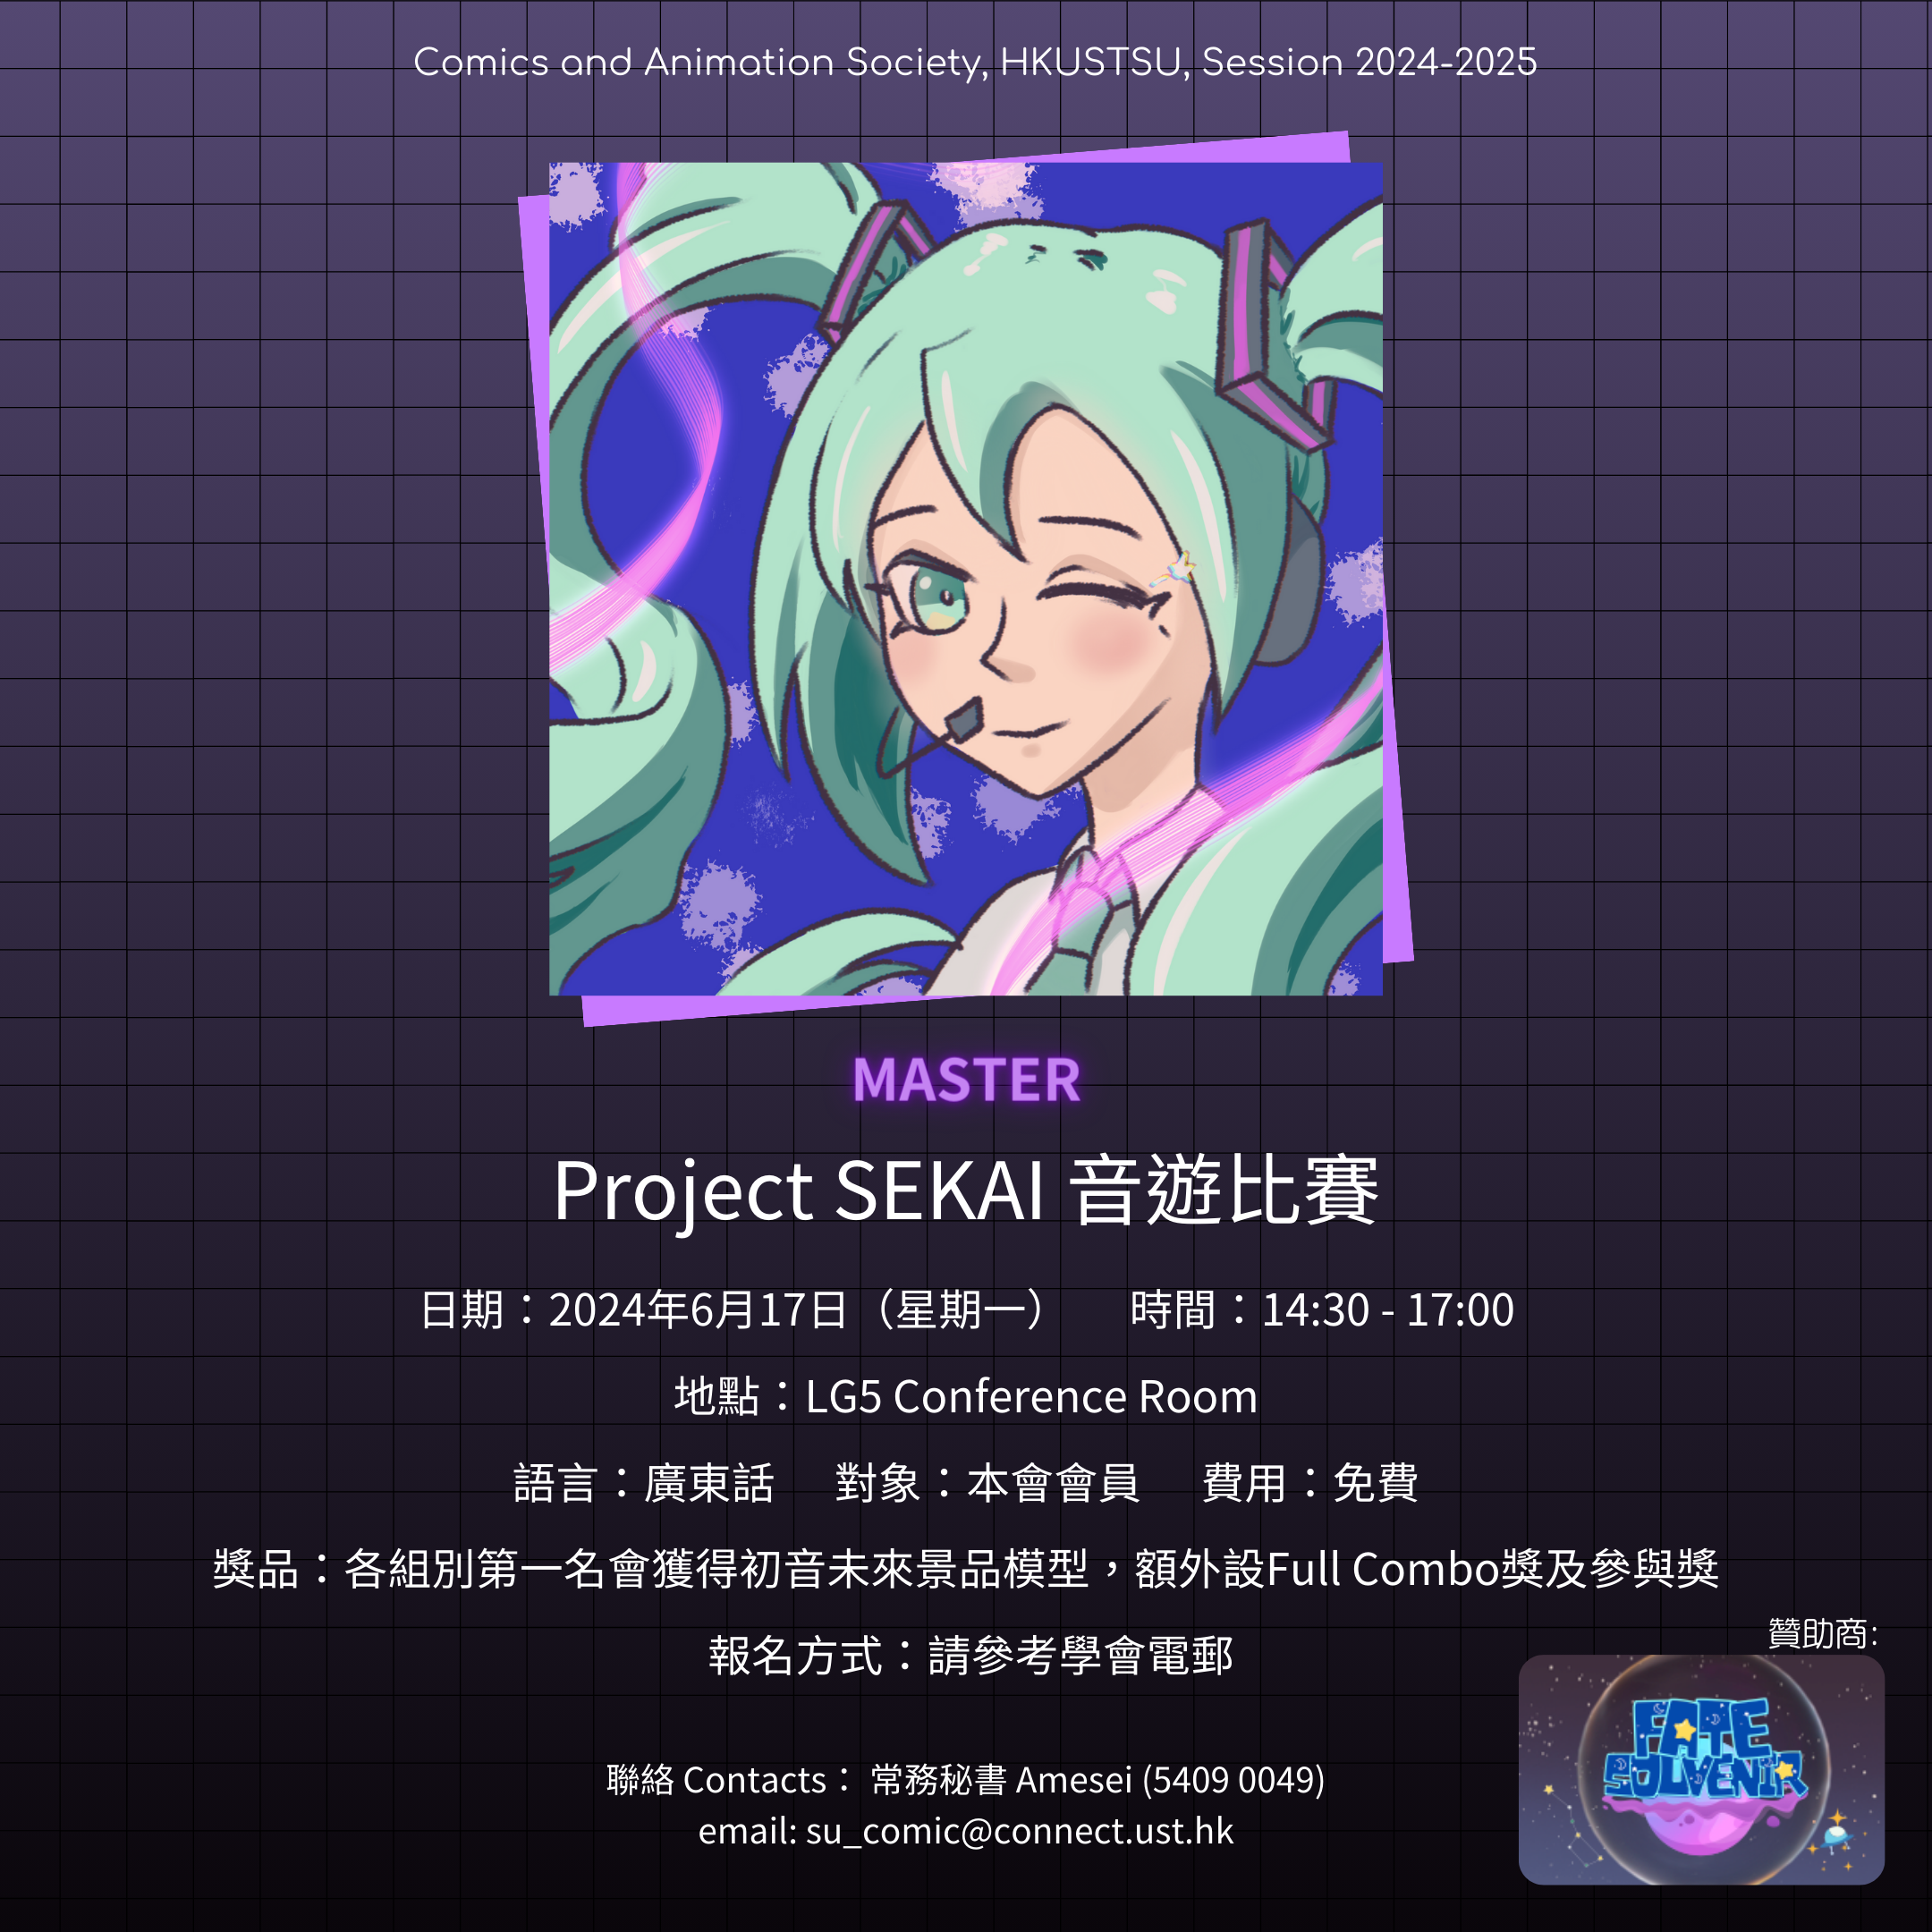 Comics and Animation Society, HKUSTSU, Session 2024-2025
MASTER
Project SEKAI 音遊比賽
日期：2024年6月17日（星期一） 時間：14:30 - 17:00
地點：LG5 Conference Room
語言：廣東話 對象：本會會員 費用：免費
獎品：各組別第一名會獲得初音未來景品模型，額外設Full Combo獎及參與獎
報名方式：請參考學會電郵
贊助商:
FATE
SOUVENIR
聯絡 Contacts： 常務秘書 Amesei (5409 0049)
email: su_comic@connect.ust.hk